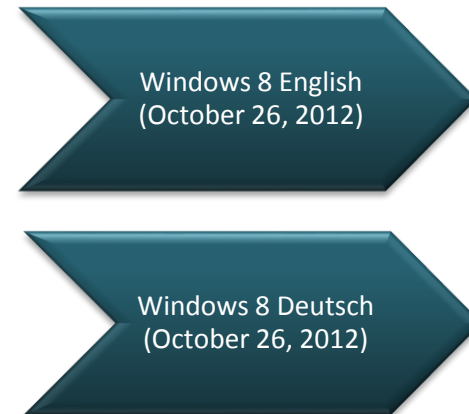 Windows 8 English
(October 26, 2012)
Windows 8 Deutsch
(October 26, 2012)